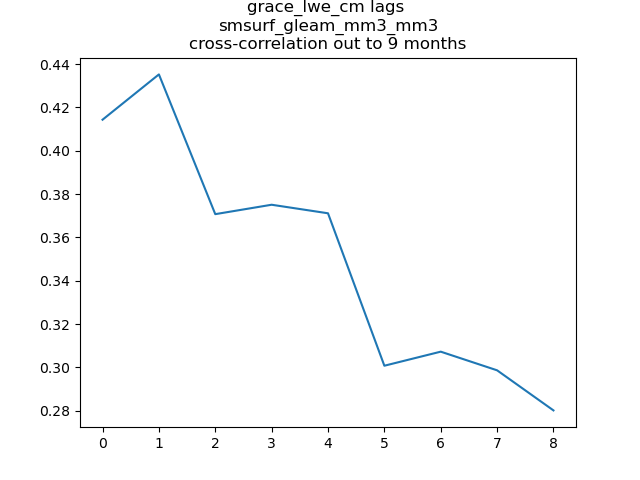 grace_lwe_cm lags
smsurf_gleam_mm3_mm3
cross-correlation out to 9 months
0.44
0.42
0.40
0.38
0.36
0.34
0.32
0.30
0.28
0 1 2 3 4 5 6 7 8